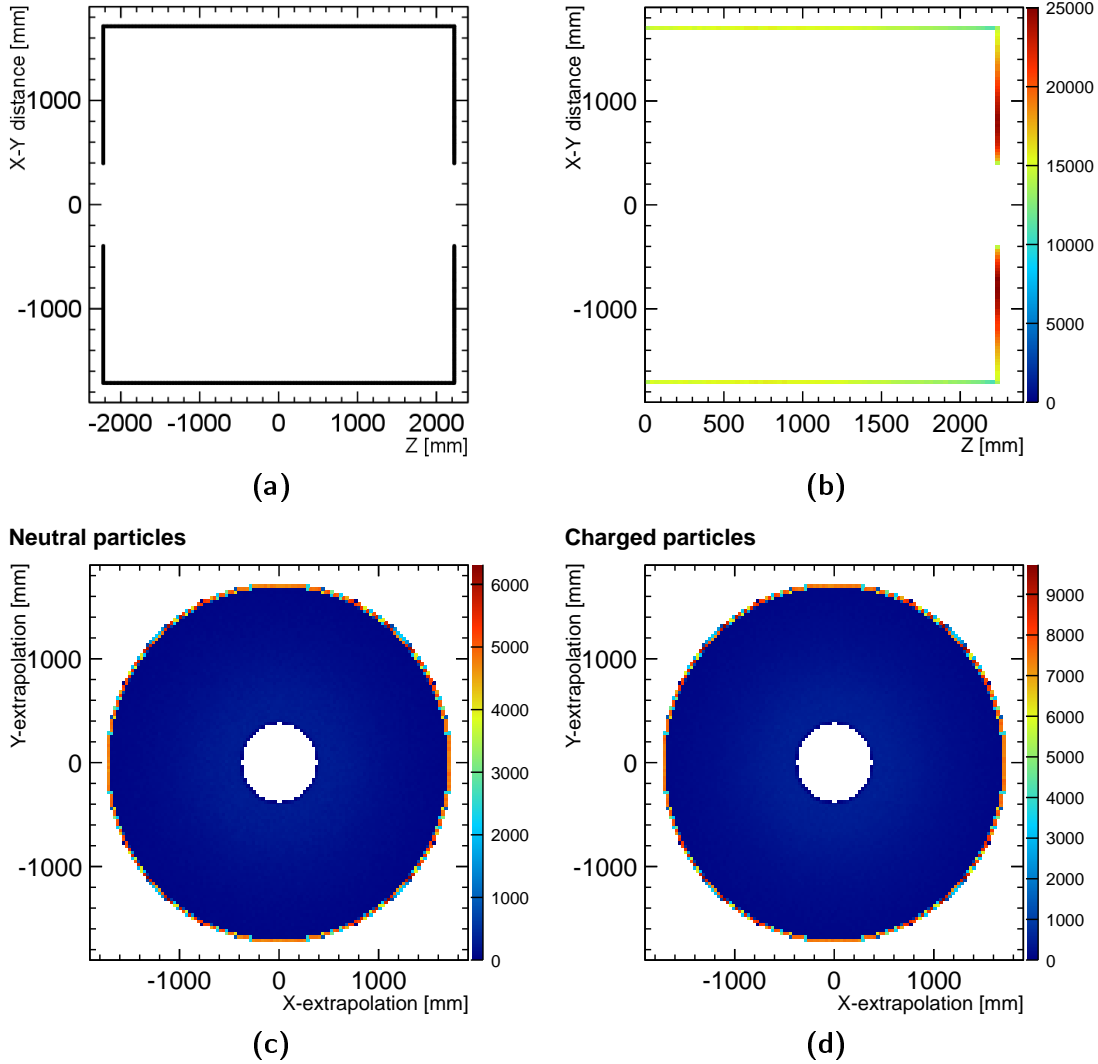 X-Y distance [mm]
1000
0
-1000
-2000 -1000 0 1000 2000
Z [mm]
(a)
X-Y distance [mm]
1000
0
-1000
0 500 1000 1500 2000
Z [mm]
25000
20000
15000
10000
5000
0
(b)
Neutral particles
Y-extrapolation [mm]
1000
0
-1000
-1000 0 1000
X-extrapolation [mm]
6000
5000
4000
3000
2000
1000
0
(c)
Charged particles
Y-extrapolation [mm]
1000
0
-1000
-1000 0 1000
X-extrapolation [mm]
9000
8000
7000
6000
5000
4000
3000
2000
1000
0
(d)